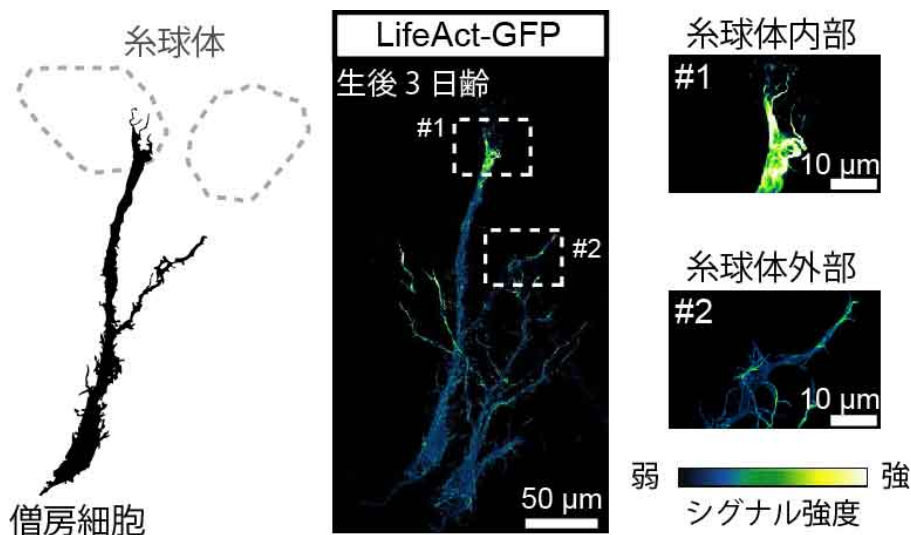 糸球体
僧房細胞
LifeAct-GFP
生後 3 日齢
#1
#2
50 µm
糸球体内部
#1
10 µm
糸球体外部
#2
10 µm
弱
強
シグナル強度